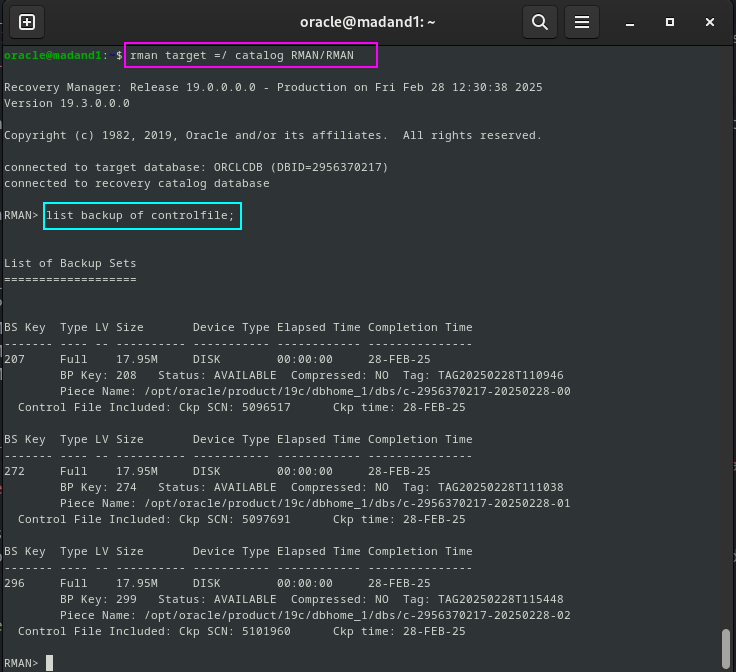 oracle@madand1: ~
oracle@madand1: $ rman target =/ catalog RMAN/RMAN
Recovery Manager: Release 19.0.0.0.0 - Production on Fri Feb 28 12:30:38 2025
Version 19.3.0.0.0
Copyright (c) 1982, 2019, Oracle and/or its affiliates.  All rights reserved.
connected to target database: ORCLCDB (DBID=2956370217)
connected to recovery catalog database
RMAN> list backup of controlfile;
List of Backup Sets
===================
BS Key  Type LV Size       Device Type Elapsed Time Completion Time
------- ---- -- ---------- ----------- ------------ ---------------
207     Full    17.95M     DISK        00:00:00     28-FEB-25
        BP Key: 208   Status: AVAILABLE  Compressed: NO  Tag: TAG20250228T110946
        Piece Name: /opt/oracle/product/19c/dbhome_1/dbs/c-2956370217-20250228-00
  Control File Included: Ckp SCN: 5096517      Ckp time: 28-FEB-25
BS Key  Type LV Size       Device Type Elapsed Time Completion Time
------- ---- -- ---------- ----------- ------------ ---------------
272     Full    17.95M     DISK        00:00:00     28-FEB-25
        BP Key: 274   Status: AVAILABLE  Compressed: NO  Tag: TAG20250228T111038
        Piece Name: /opt/oracle/product/19c/dbhome_1/dbs/c-2956370217-20250228-01
  Control File Included: Ckp SCN: 5097691      Ckp time: 28-FEB-25
BS Key  Type LV Size       Device Type Elapsed Time Completion Time
------- ---- -- ---------- ----------- ------------ ---------------
296     Full    17.95M     DISK        00:00:00     28-FEB-25
        BP Key: 299   Status: AVAILABLE  Compressed: NO  Tag: TAG20250228T115448
        Piece Name: /opt/oracle/product/19c/dbhome_1/dbs/c-2956370217-20250228-02
  Control File Included: Ckp SCN: 5101960      Ckp time: 28-FEB-25
RMAN>